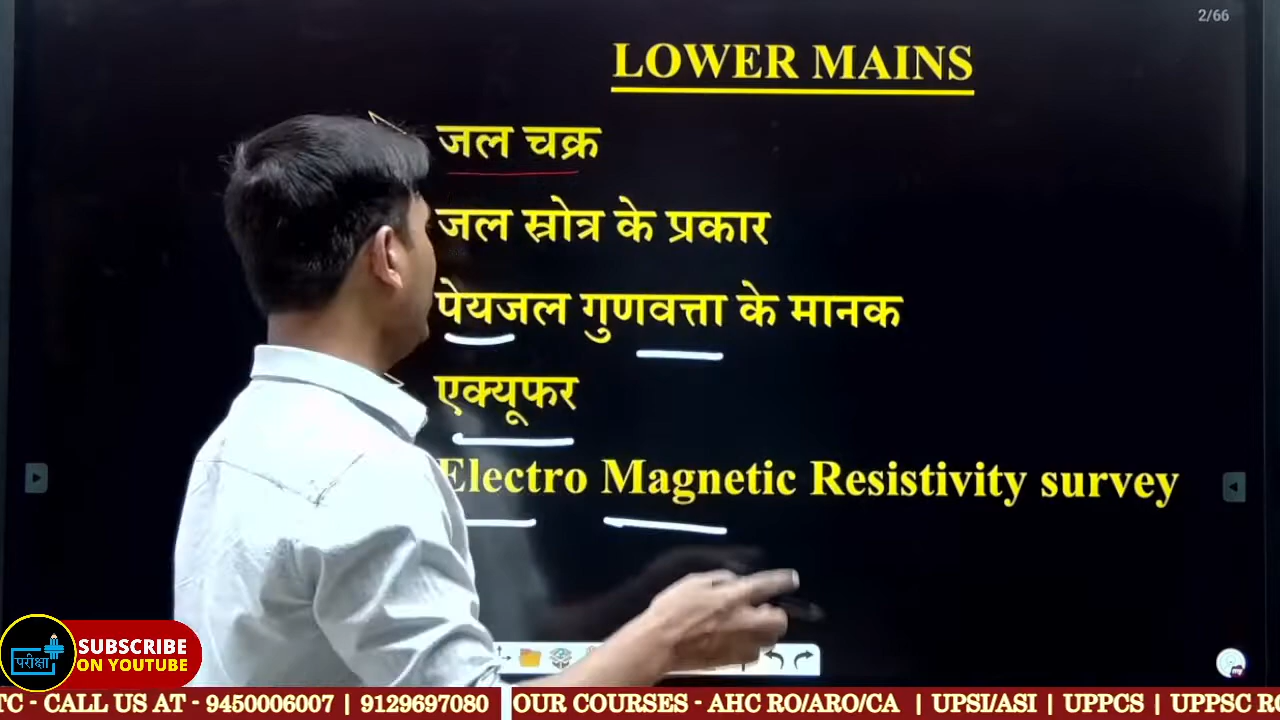 2/66
LOWER MAINS
जल चक्र
जल स्रोत्र के प्रकार
पेयजल गुणवत्ता के मानक
एक्यूफर
Electro Magnetic Resistivity survey
परीक्षा
SUBSCRIBE
ON YOUTUBE
TC - CALL US AT - 9450006007 | 9129697080
OUR COURSES - AHC RO/ARO/CA | UPSI/ASI | UPPCS | UPPSC RO